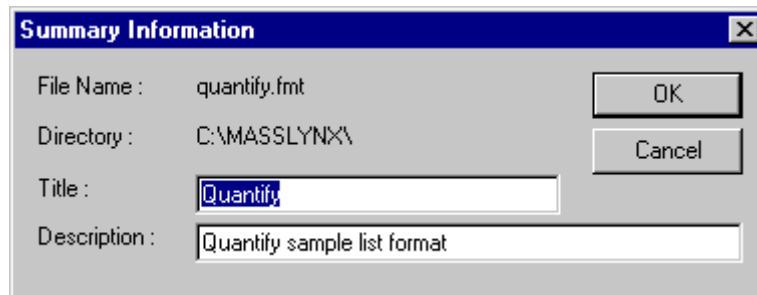 Summary Information
File Name : quantify.fmt
OK
Directory : C:\MASSLYNX\
Cancel
Title : Quantify
Description : Quantify sample list format